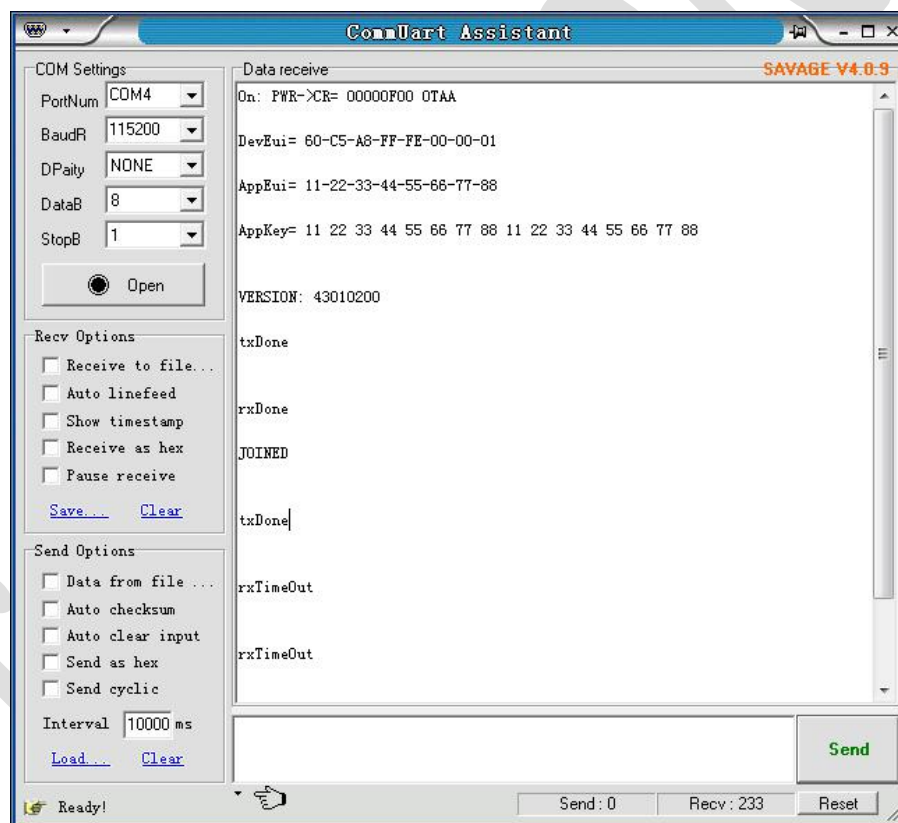 CommUart Assistant
COM Settings
PortNum COM4
BaudR 115200
DPaity NONE
DataB 8
StopB 1
Open
Recv Options
Receive to file...
Auto linefeed
Show timestamp
Receive as hex
Pause receive
Save... Clear
Send Options
Data from file ...
Auto checksum
Auto clear input
Send as hex
Send cyclic
Interval 10000 ms
Load... Clear
Data receive
SAVAGE V4.0.9
On: PWR->CR= 00000F00 OTAA
DevEui= 60-C5-A8-FF-FE-00-00-01
AppEui= 11-22-33-44-55-66-77-88
AppKey= 11 22 33 44 55 66 77 88 11 22 33 44 55 66 77 88
VERSION: 43010200
txDone
rxDone
JOINED
txDone
rxTimeOut
rxTimeOut
Send
Ready!
Send : 0
Recv : 233
Reset